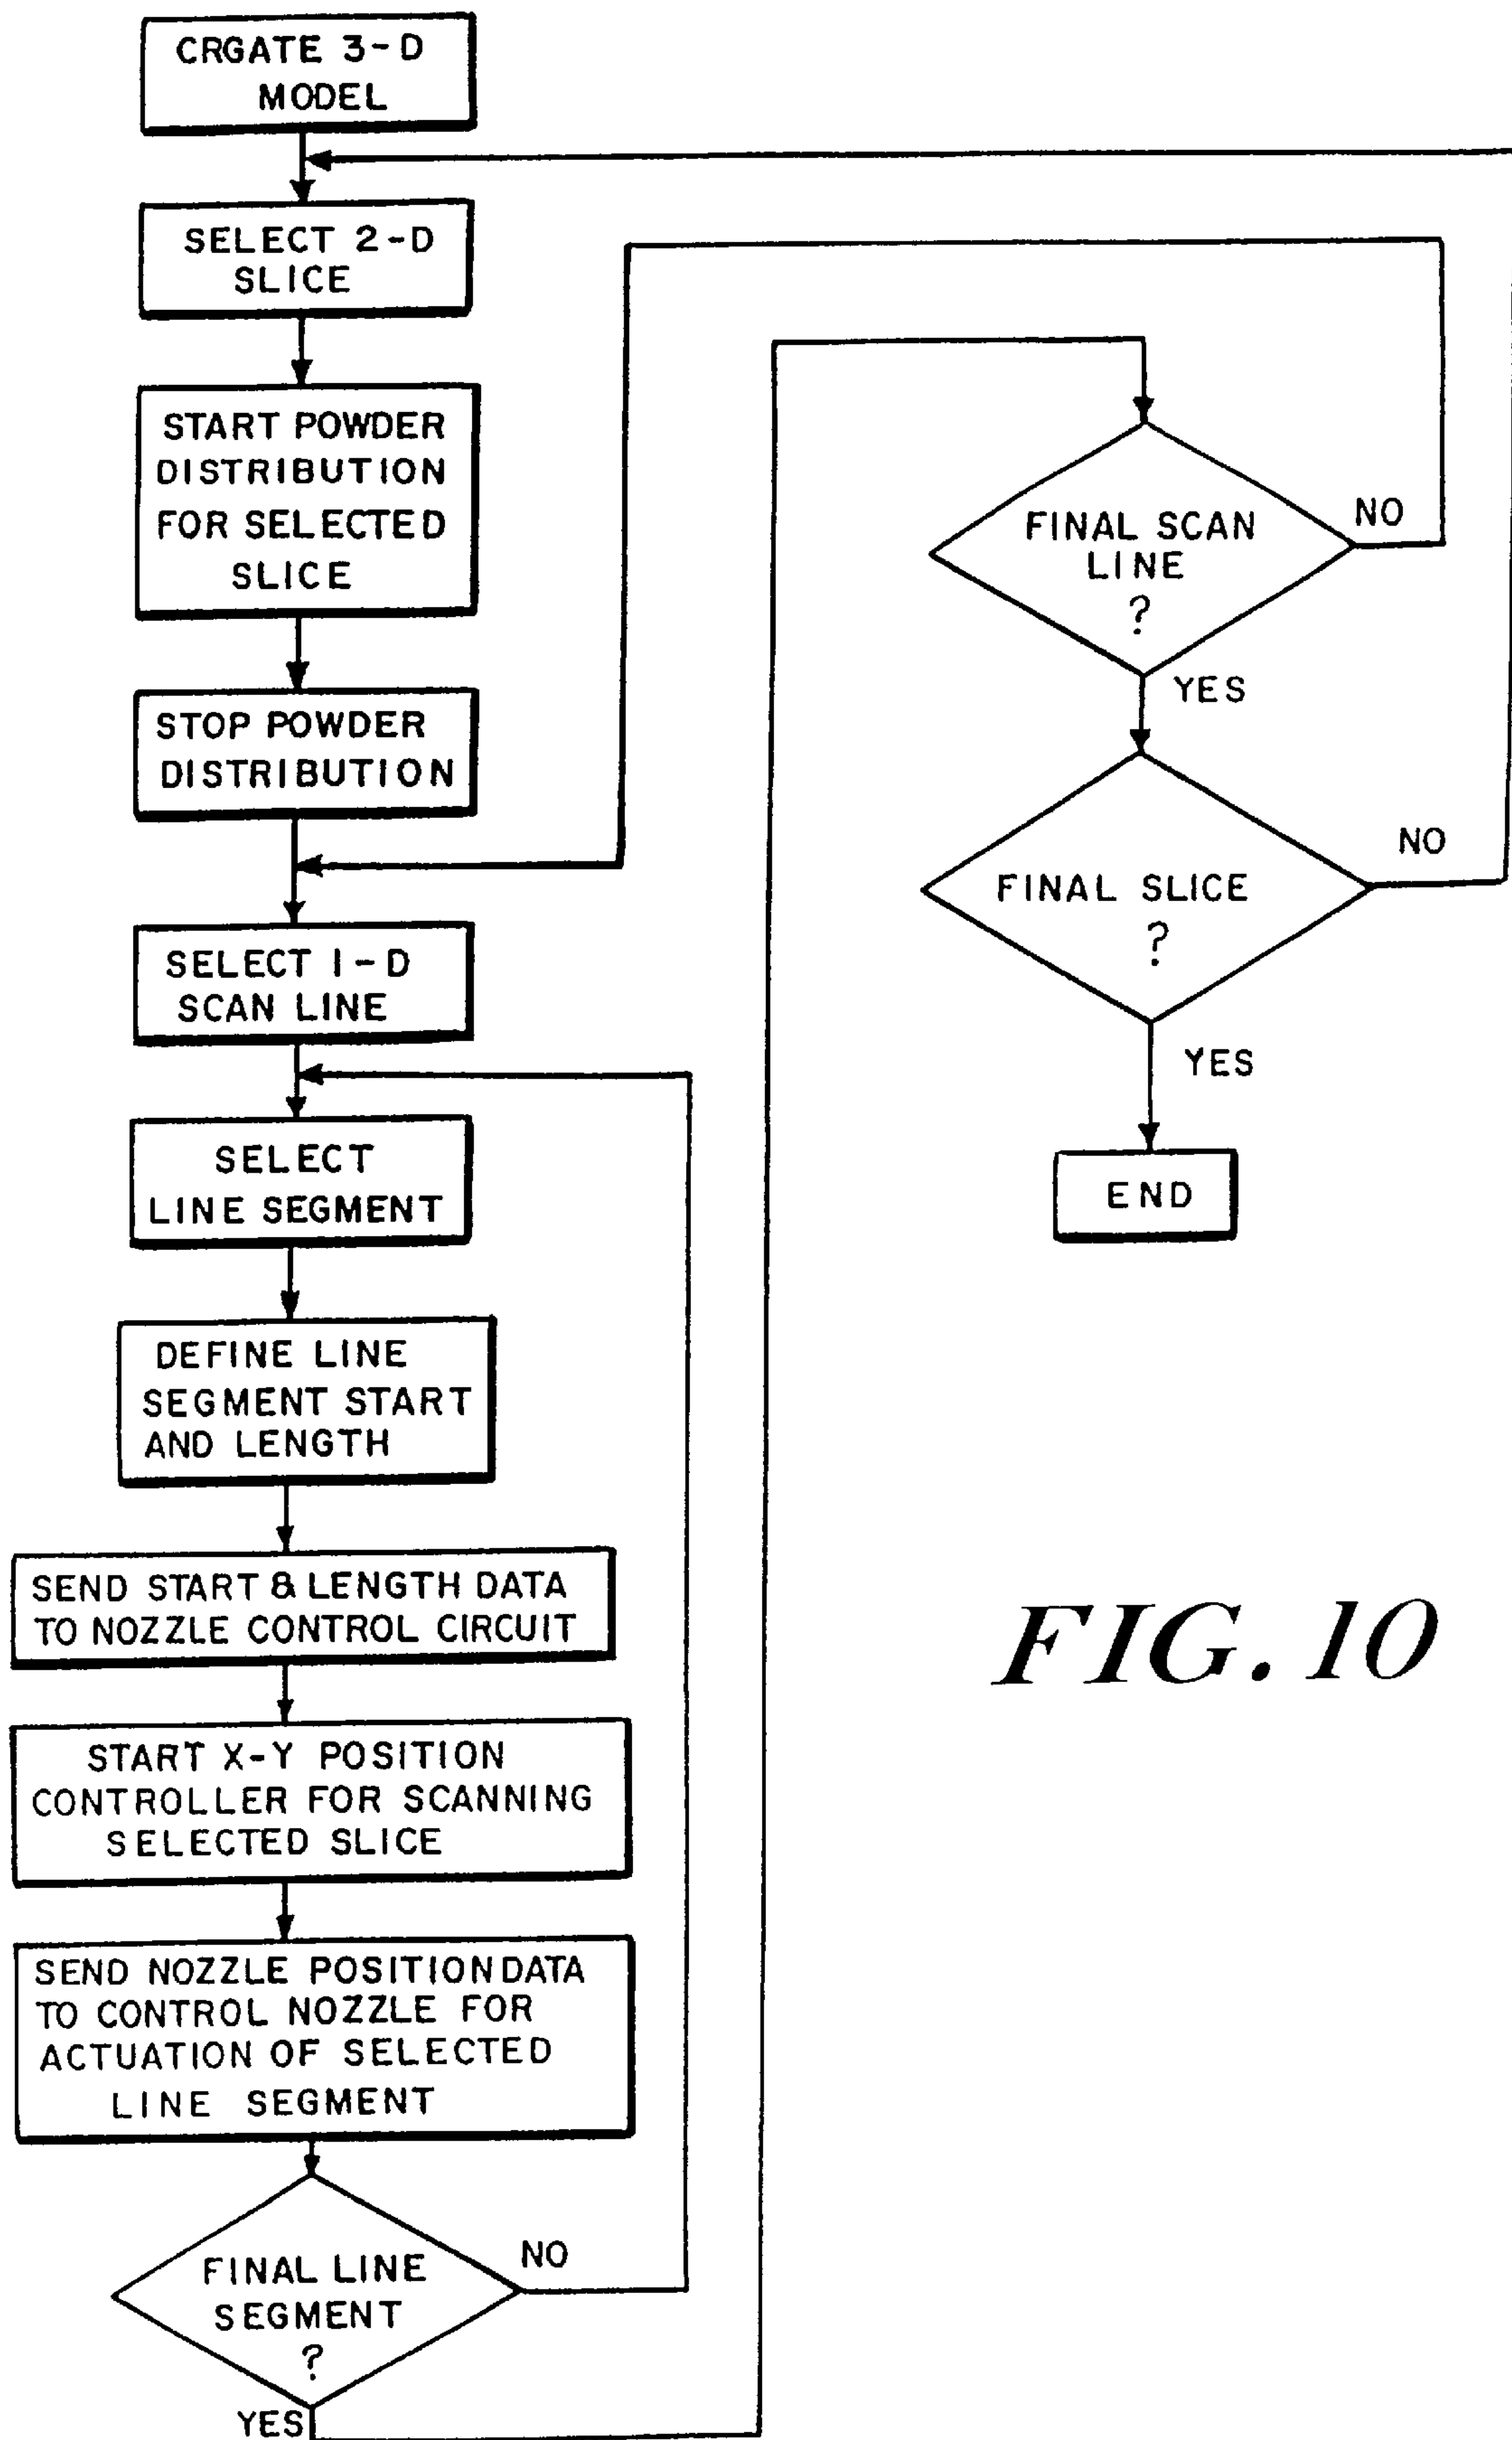 CRGATE 3-D
MODEL
SELECT 2-D
SLICE
START POWDER
DISTRIBUTION
FOR SELECTED
SLICE
STOP POWDER
DISTRIBUTION
SELECT 1-D
SCAN LINE
SELECT
LINE SEGMENT
DEFINE LINE
SEGMENT START
AND LENGTH
SEND START & LENGTH DATA
TO NOZZLE CONTROL CIRCUIT
START X-Y POSITION
CONTROLLER FOR SCANNING
SELECTED SLICE
SEND NOZZLE POSITION DATA
TO CONTROL NOZZLE FOR
ACTUATION OF SELECTED
LINE SEGMENT
FINAL LINE
SEGMENT
?
NO
YES
FINAL SCAN
LINE
?
NO
YES
FINAL SLICE
?
NO
YES
END
FIG. 10